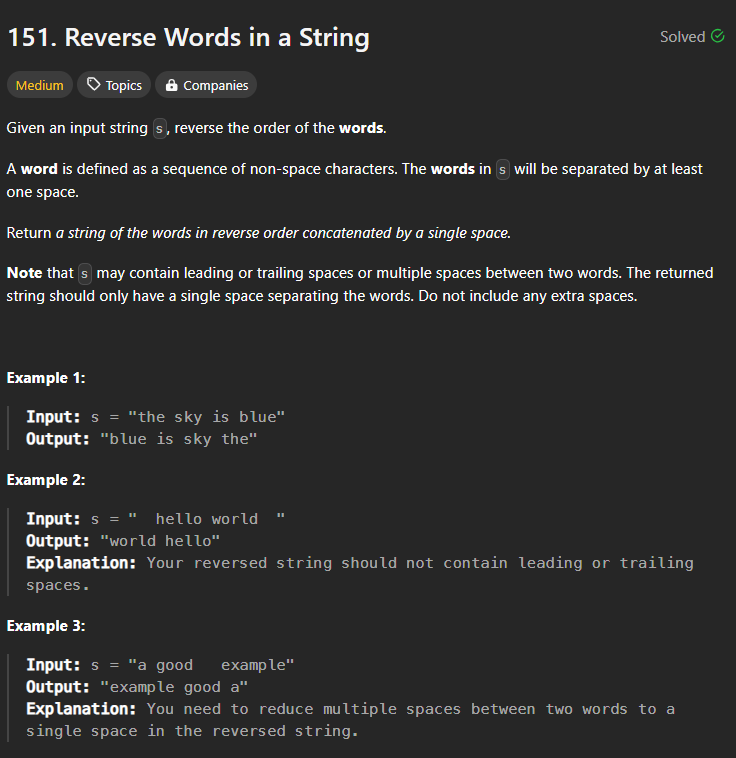 151. Reverse Words in a String
Solved
Medium
Topics
Companies
Given an input string s, reverse the order of the words.
A word is defined as a sequence of non-space characters. The words in s will be separated by at least
one space.
Return a string of the words in reverse order concatenated by a single space.
Note that s may contain leading or trailing spaces or multiple spaces between two words. The returned
string should only have a single space separating the words. Do not include any extra spaces.
Example 1:
Input: s = "the sky is blue"
Output: "blue is sky the"
Example 2:
Input: s = "  hello world  "
Output: "world hello"
Explanation: Your reversed string should not contain leading or trailing
spaces.
Example 3:
Input: s = "a good   example"
Output: "example good a"
Explanation: You need to reduce multiple spaces between two words to a
single space in the reversed string.